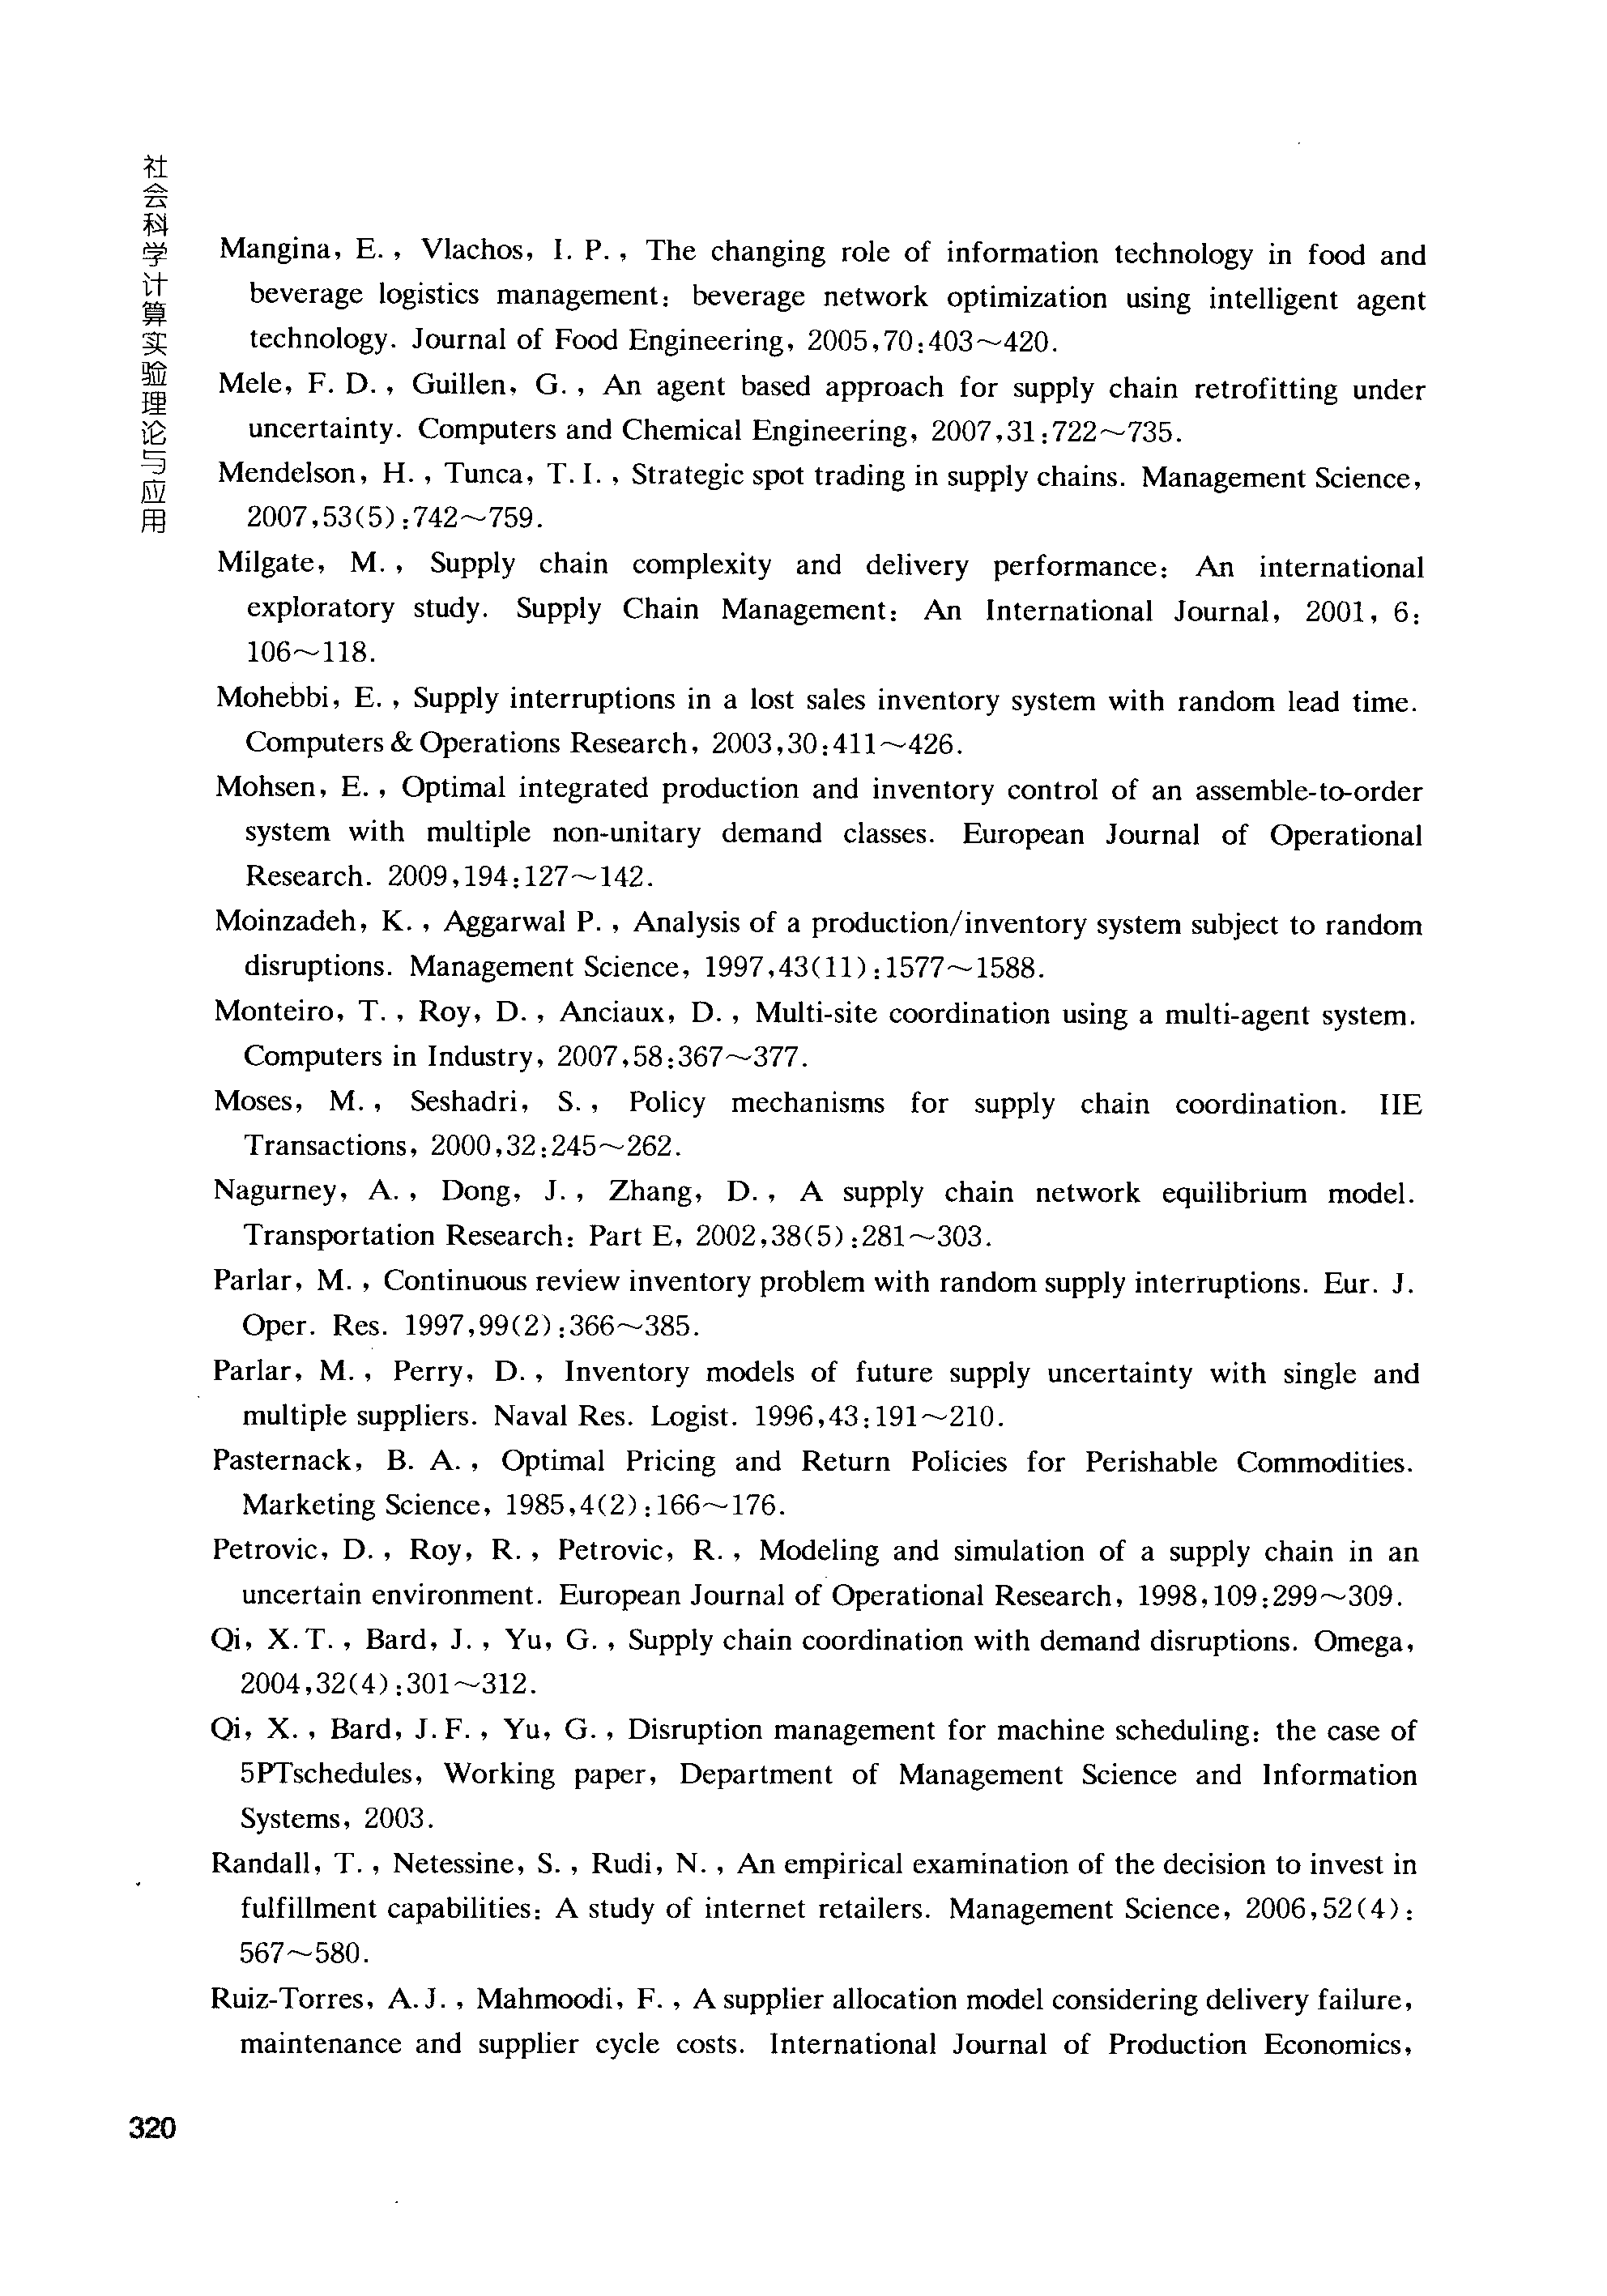 社会科学计算实验理论与应用
Mangina, E. , Vlachos, I. P. , The changing role of information technology in food and
beverage logistics management: beverage network optimization using intelligent agent
technology. Journal of Food Engineering, 2005,70:403～420.
Mele, F. D. , Guillen, G. , An agent based approach for supply chain retrofitting under
uncertainty. Computers and Chemical Engineering, 2007,31:722～735.
Mendelson, H. , Tunca, T. I. , Strategic spot trading in supply chains. Management Science,
2007,53(5):742～759.
Milgate, M. , Supply chain complexity and delivery performance: An international
exploratory study. Supply Chain Management: An International Journal, 2001, 6:
106～118.
Mohebbi, E. , Supply interruptions in a lost sales inventory system with random lead time.
Computers & Operations Research, 2003,30:411～426.
Mohsen, E. , Optimal integrated production and inventory control of an assemble-to-order
system with multiple non-unitary demand classes. European Journal of Operational
Research. 2009,194:127～142.
Moinzadeh, K. , Aggarwal P. , Analysis of a production/inventory system subject to random
disruptions. Management Science, 1997,43(11):1577～1588.
Monteiro, T. , Roy, D. , Anciaux, D. , Multi-site coordination using a multi-agent system.
Computers in Industry, 2007,58:367～377.
Moses, M. , Seshadri, S. , Policy mechanisms for supply chain coordination. IIE
Transactions, 2000,32:245～262.
Nagurney, A. , Dong, J. , Zhang, D. , A supply chain network equilibrium model.
Transportation Research: Part E, 2002,38(5):281～303.
Parlar, M. , Continuous review inventory problem with random supply interruptions. Eur. J.
Oper. Res. 1997,99(2):366～385.
Parlar, M. , Perry, D. , Inventory models of future supply uncertainty with single and
multiple suppliers. Naval Res. Logist. 1996,43:191～210.
Pasternack, B. A. , Optimal Pricing and Return Policies for Perishable Commodities.
Marketing Science, 1985,4(2):166～176.
Petrovic, D. , Roy, R. , Petrovic, R. , Modeling and simulation of a supply chain in an
uncertain environment. European Journal of Operational Research, 1998,109:299～309.
Qi, X. T. , Bard, J. , Yu, G. , Supply chain coordination with demand disruptions. Omega,
2004,32(4):301～312.
Qi, X. , Bard, J. F. , Yu, G. , Disruption management for machine scheduling: the case of
5PTschedules, Working paper, Department of Management Science and Information
Systems, 2003.
Randall, T. , Netessine, S. , Rudi, N. , An empirical examination of the decision to invest in
fulfillment capabilities: A study of internet retailers. Management Science, 2006,52(4):
567～580.
Ruiz-Torres, A. J. , Mahmoodi, F. , A supplier allocation model considering delivery failure,
maintenance and supplier cycle costs. International Journal of Production Economics,
320